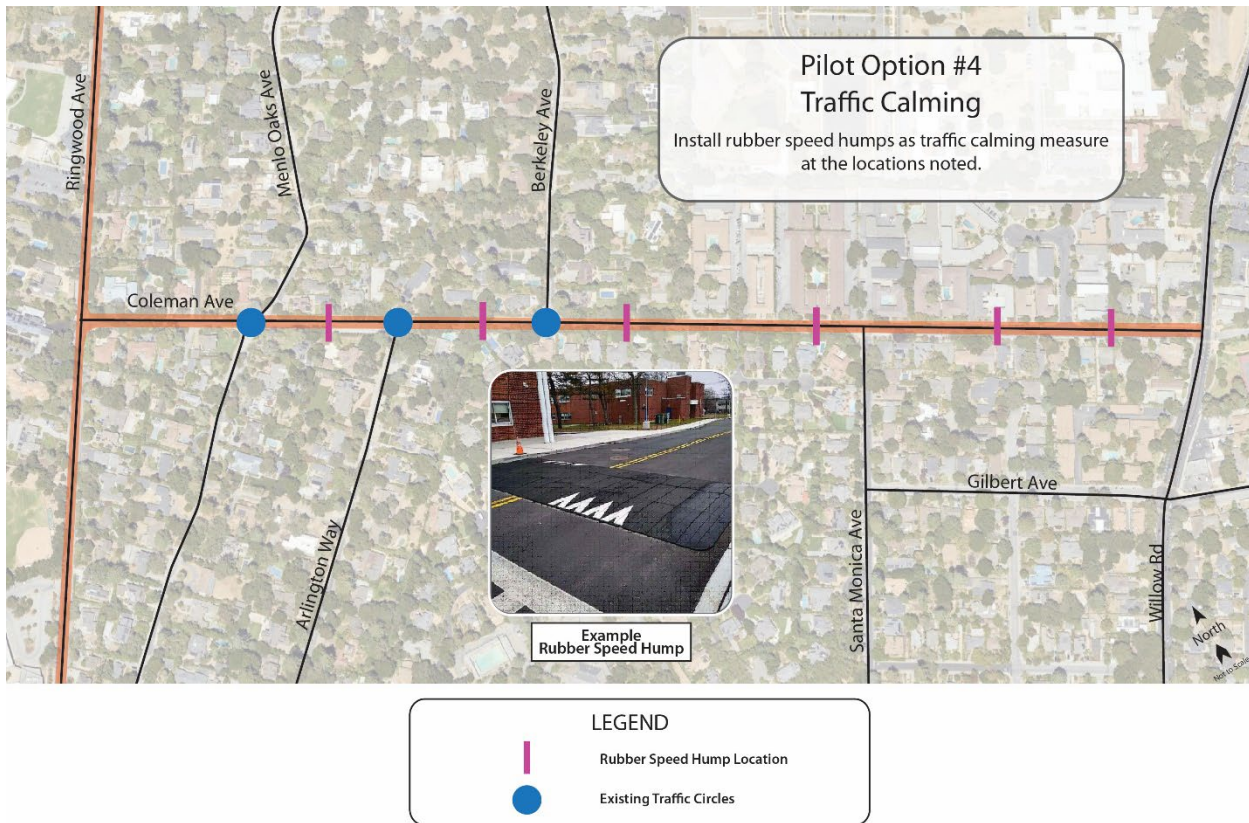 Pilot Option #4
Traffic Calming
Install rubber speed humps as traffic calming measure
at the locations noted.
Ringwood Ave
Menlo Oaks Ave
Berkeley Ave
Coleman Ave
Arlington Way
Santa Monica Ave
Gilbert Ave
Willow Rd
North
Not to Scale
Example
Rubber Speed Hump
LEGEND
Rubber Speed Hump Location
Existing Traffic Circles